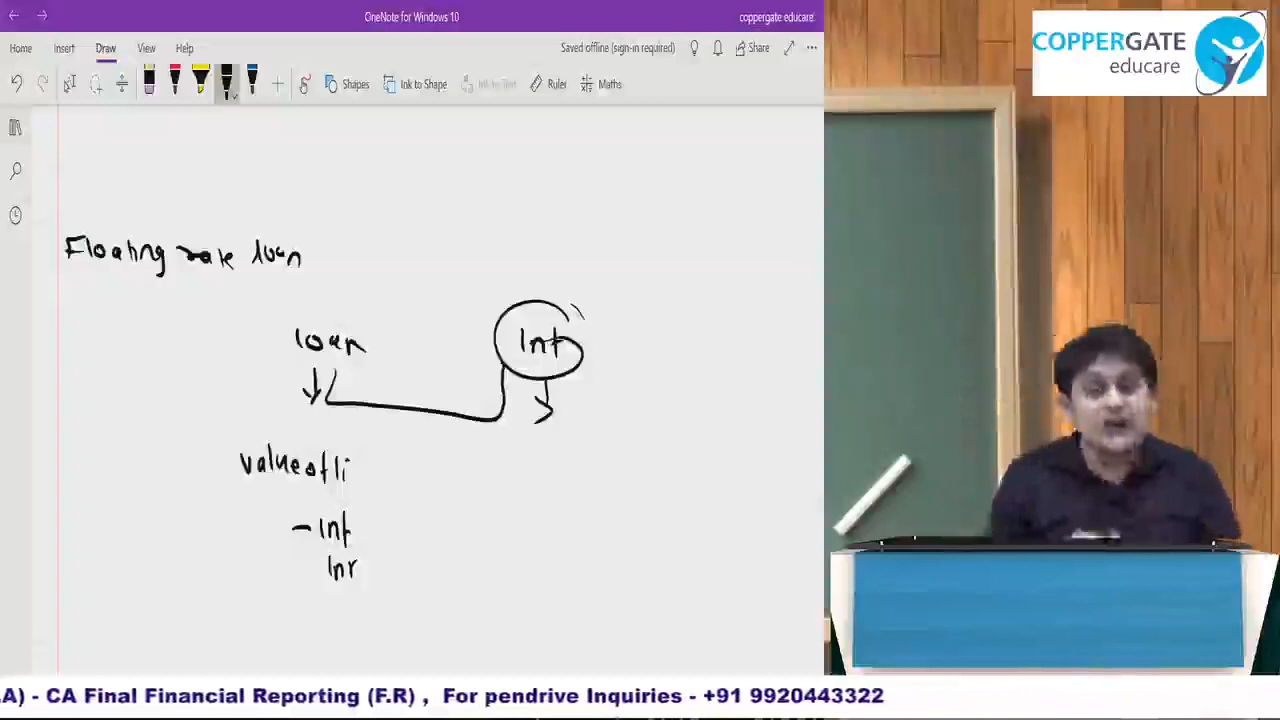 OneNote for Windows 10
coppergate educare
Home Insert Draw View Help
Saved offline (sign-in required)
Share
Shapes
Ink to Shape
Ink to Text
Ruler
Maths
COPPERGATE
educare
Floating rate loan
loan
Int
value of li
- Int
Int
.A) - CA Final Financial Reporting (F.R) , For pendrive Inquiries - +91 9920443322